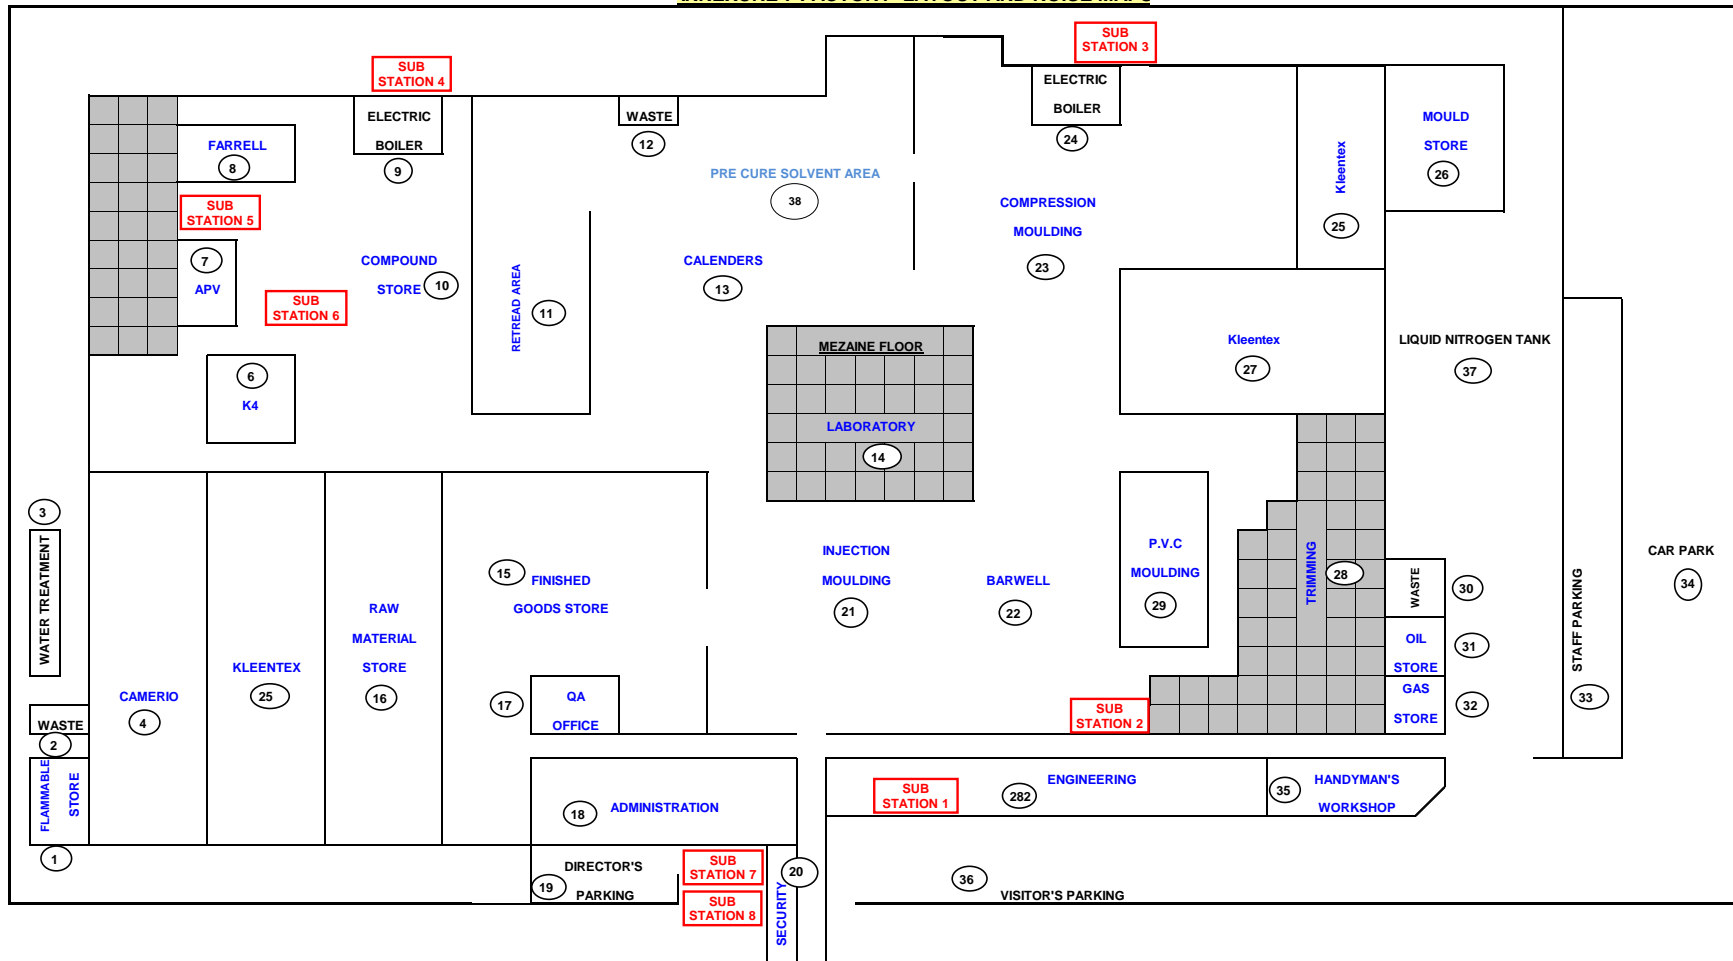 LAYOUT AND NOISE MAPS
SUB
STATION 3
SUB
STATION 4
ELECTRIC
BOILER
24
ELECTRIC
BOILER
9
WASTE
12
FARRELL
8
MOULD
STORE
26
Kleentex
25
PRE CURE SOLVENT AREA
38
COMPRESSION
MOULDING
23
SUB
STATION 5
7
APV
COMPOUND
STORE
10
SUB
STATION 6
RETREAD AREA
11
CALENDERS
13
MEZAINE FLOOR
LABORATORY
14
Kleentex
27
LIQUID NITROGEN TANK
37
6
K4
3
WATER TREATMENT
15
FINISHED
GOODS STORE
RAW
MATERIAL
STORE
16
KLEENTEX
25
CAMERIO
4
17
QA
OFFICE
INJECTION
MOULDING
21
BARWELL
22
P.V.C
MOULDING
29
TRIMMING
28
WASTE
30
OIL
STORE
31
GAS
STORE
32
STAFF PARKING
33
CAR PARK
34
SUB
STATION 2
WASTE
2
FLAMMABLE
STORE
1
18
ADMINISTRATION
SUB
STATION 1
282
ENGINEERING
35
HANDYMAN'S
WORKSHOP
DIRECTOR'S
PARKING
19
SUB
STATION 7
SUB
STATION 8
20
SECURITY
36
VISITOR'S PARKING